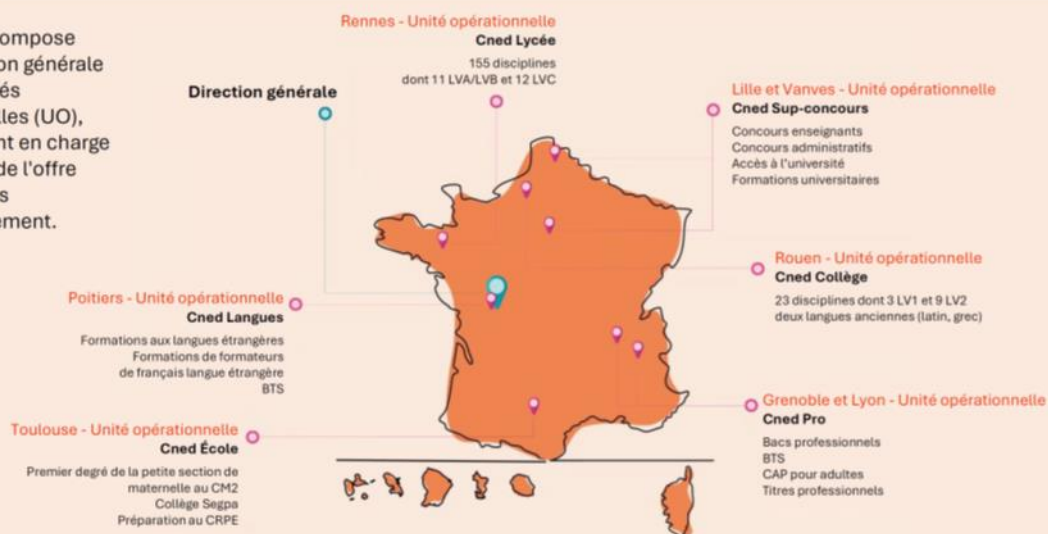 ompose
on générale
és
lles (UO),
nt en charge
de l'offre
s
ement.
Direction générale
Rennes - Unité opérationnelle
Cned Lycée
155 disciplines
dont 11 LVA/LVB et 12 LVC
Lille et Vanves - Unité opérationnelle
Cned Sup-concours
Concours enseignants
Concours administratifs
Accès à l'université
Formations universitaires
Rouen - Unité opérationnelle
Cned Collège
23 disciplines dont 3 LV1 et 9 LV2
deux langues anciennes (latin, grec)
Poitiers - Unité opérationnelle
Cned Langues
Formations aux langues étrangères
Formations de formateurs
de français langue étrangère
BTS
Grenoble et Lyon - Unité opérationnelle
Cned Pro
Bacs professionnels
BTS
CAP pour adultes
Titres professionnels
Toulouse - Unité opérationnelle
Cned École
Premier degré de la petite section de
maternelle au CM2
Collège Segpa
Préparation au CRPE